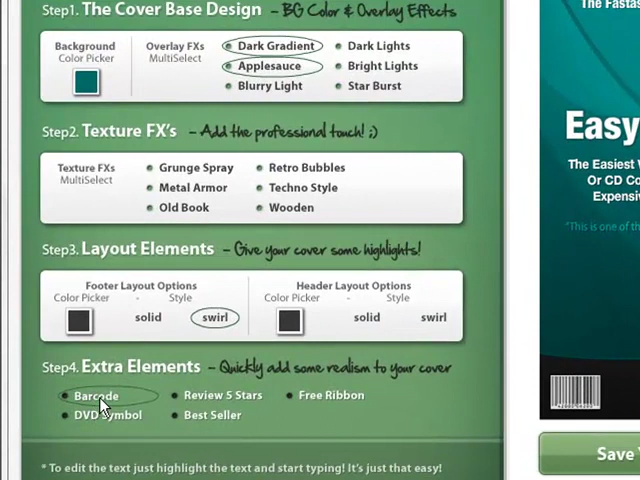 Step1. The Cover Base Design - BG Color & Overlay Effects
Background
Color Picker
Overlay FXs
MultiSelect
Dark Gradient
Dark Lights
Applesauce
Bright Lights
Blurry Light
Star Burst
Step2. Texture FX's - Add the professional touch! ;)
Texture FXs
MultiSelect
Grunge Spray
Retro Bubbles
Metal Armor
Techno Style
Old Book
Wooden
Step3. Layout Elements - Give your cover some highlights!
Footer Layout Options
Color Picker - Style
solid
swirl
Header Layout Options
Color Picker - Style
solid
swirl
Step4. Extra Elements - Quickly add some realism to your cover
Barcode
Review 5 Stars
Free Ribbon
DVD Symbol
Best Seller
* To edit the text just highlight the text and start typing! It's just that easy!
The Fastes
Easy
The Easiest
Or CD Co
Expensiv
"This is one of th
Save